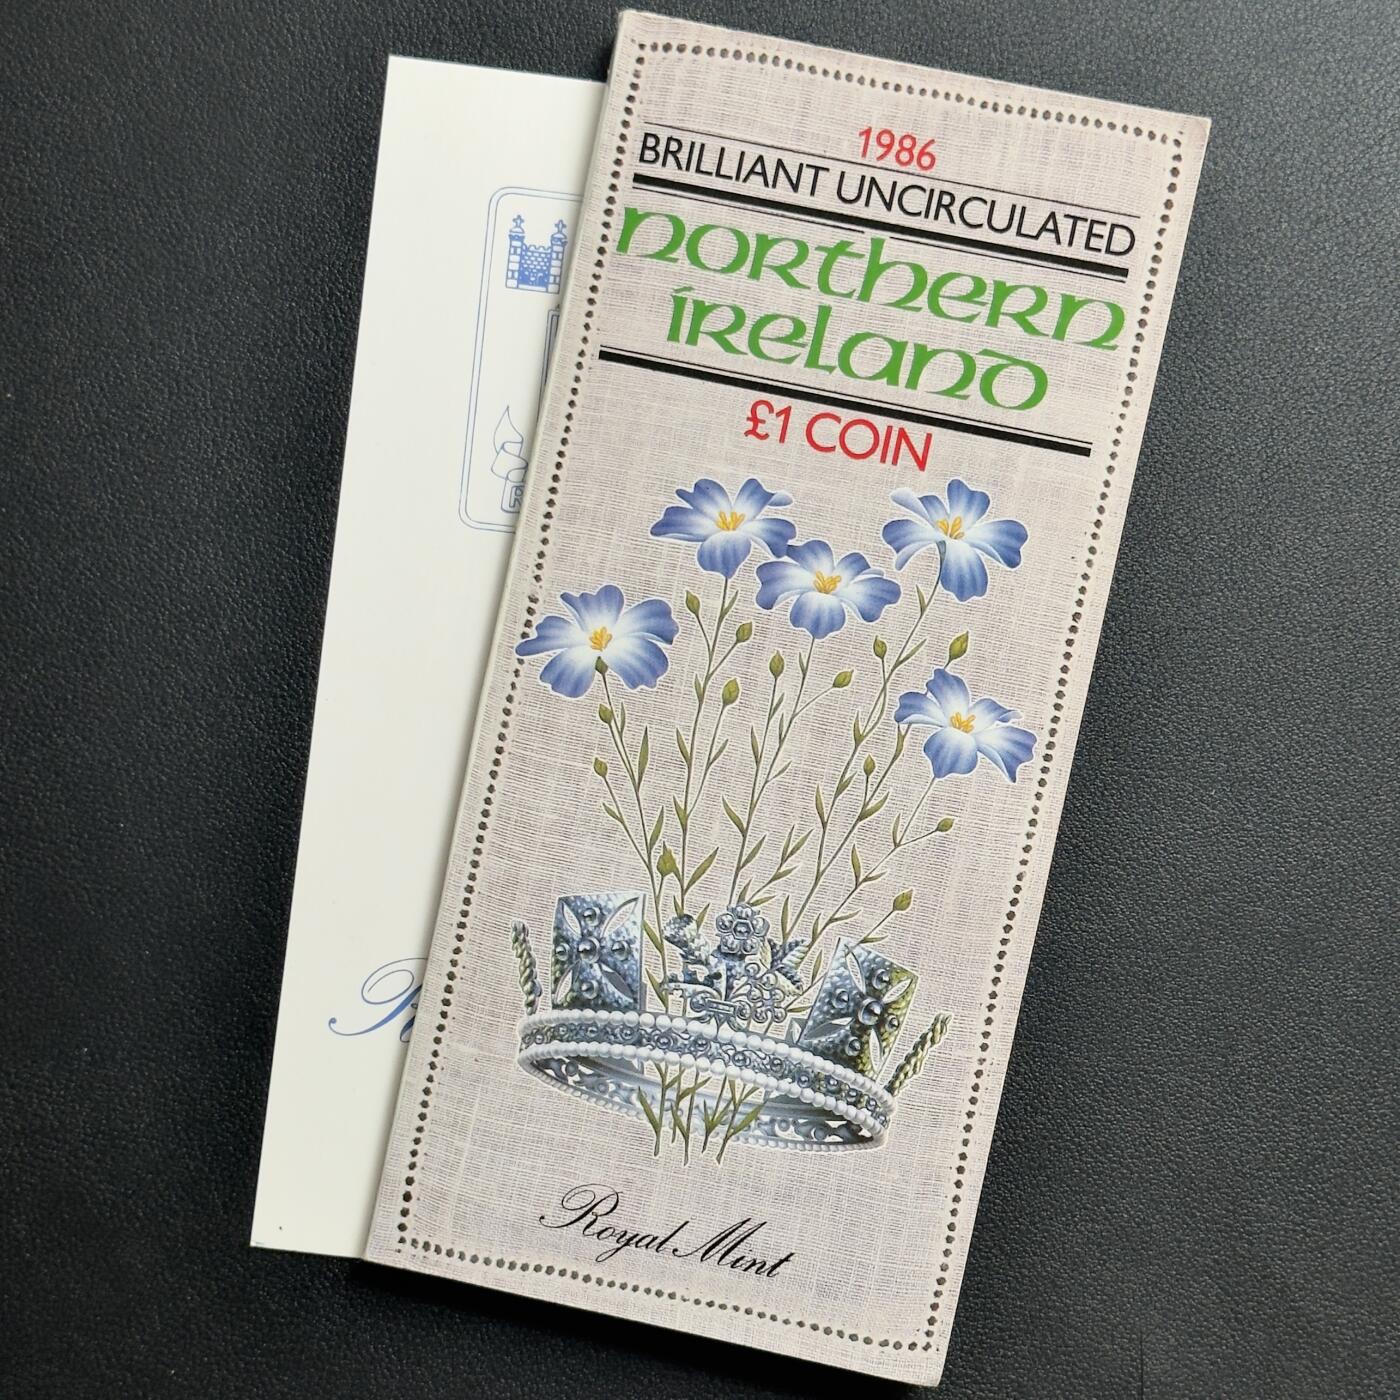 1986
BRILLIANT UNCIRCULATED
NORTHERN
IRELAND
£1 COIN
Royal Mint